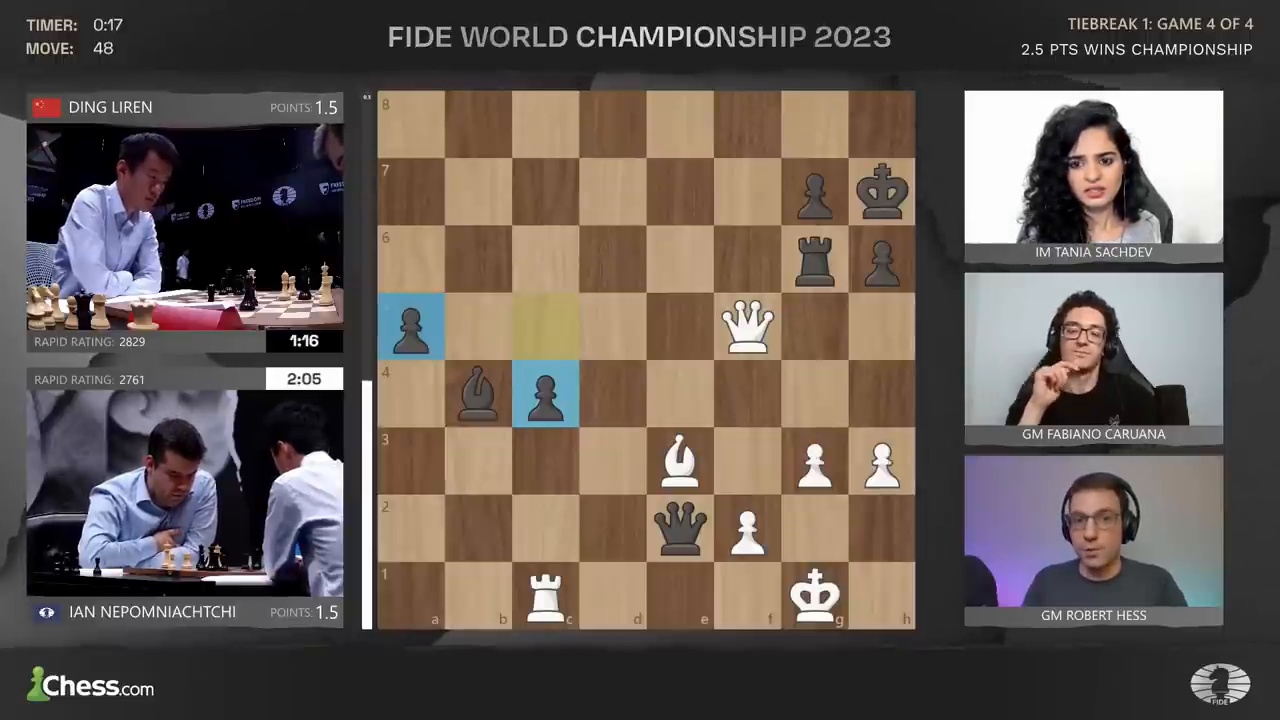 TIMER: 0:17
MOVE: 48
FIDE WORLD CHAMPIONSHIP 2023
TIEBREAK 1: GAME 4 OF 4
2.5 PTS WINS CHAMPIONSHIP
DING LIREN POINTS: 1.5
RAPID RATING: 2829 1:16
RAPID RATING: 2761 2:05
IAN NEPOMNIACHTCHI POINTS: 1.5
8
7
6
5
4
3
2
1
a b c d e f g h
IM TANIA SACHDEV
GM FABIANO CARUANA
GM ROBERT HESS
Chess.com
FIDE